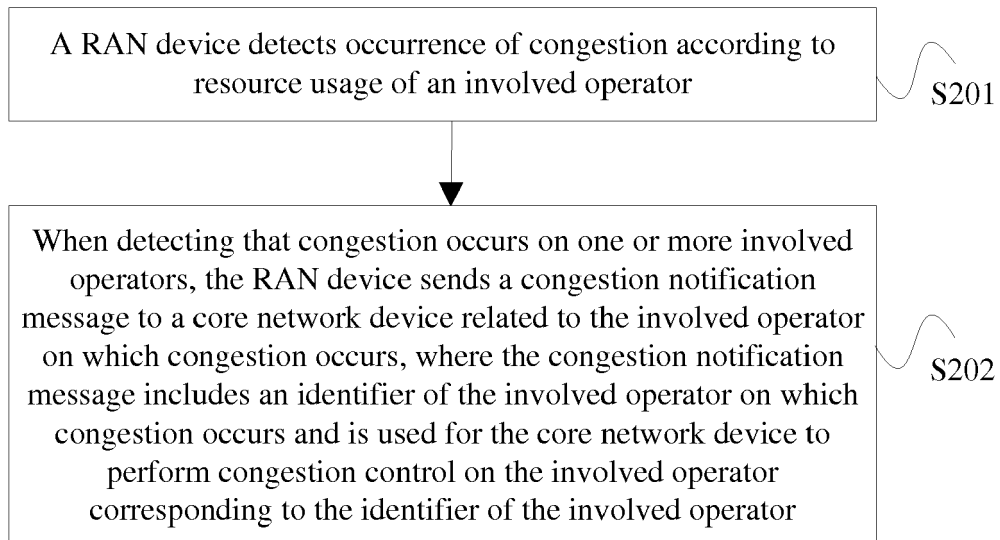 A RAN device detects occurrence of congestion according to
resource usage of an involved operator
S201
When detecting that congestion occurs on one or more involved
operators, the RAN device sends a congestion notification
message to a core network device related to the involved operator
on which congestion occurs, where the congestion notification
message includes an identifier of the involved operator on which
congestion occurs and is used for the core network device to
perform congestion control on the involved operator
corresponding to the identifier of the involved operator
S202